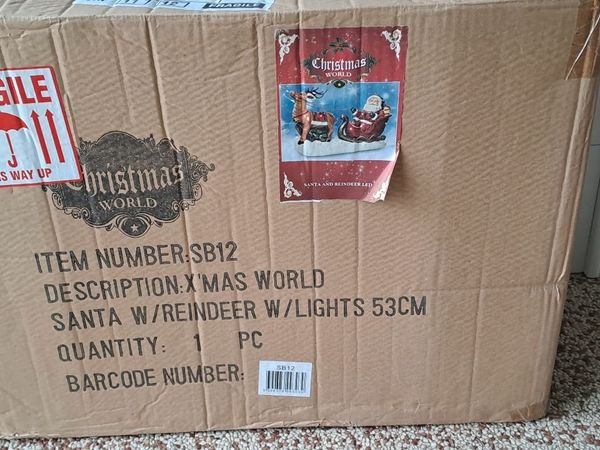 FRAGILE
GILE
S WAY UP
Christmas
WORLD
SANTA AND REINDEER LED
Christmas
WORLD
ITEM NUMBER:SB12
DESCRIPTION:X'MAS WORLD
SANTA W/REINDEER W/LIGHTS 53CM
QUANTITY: 1 PC
BARCODE NUMBER:
SB12